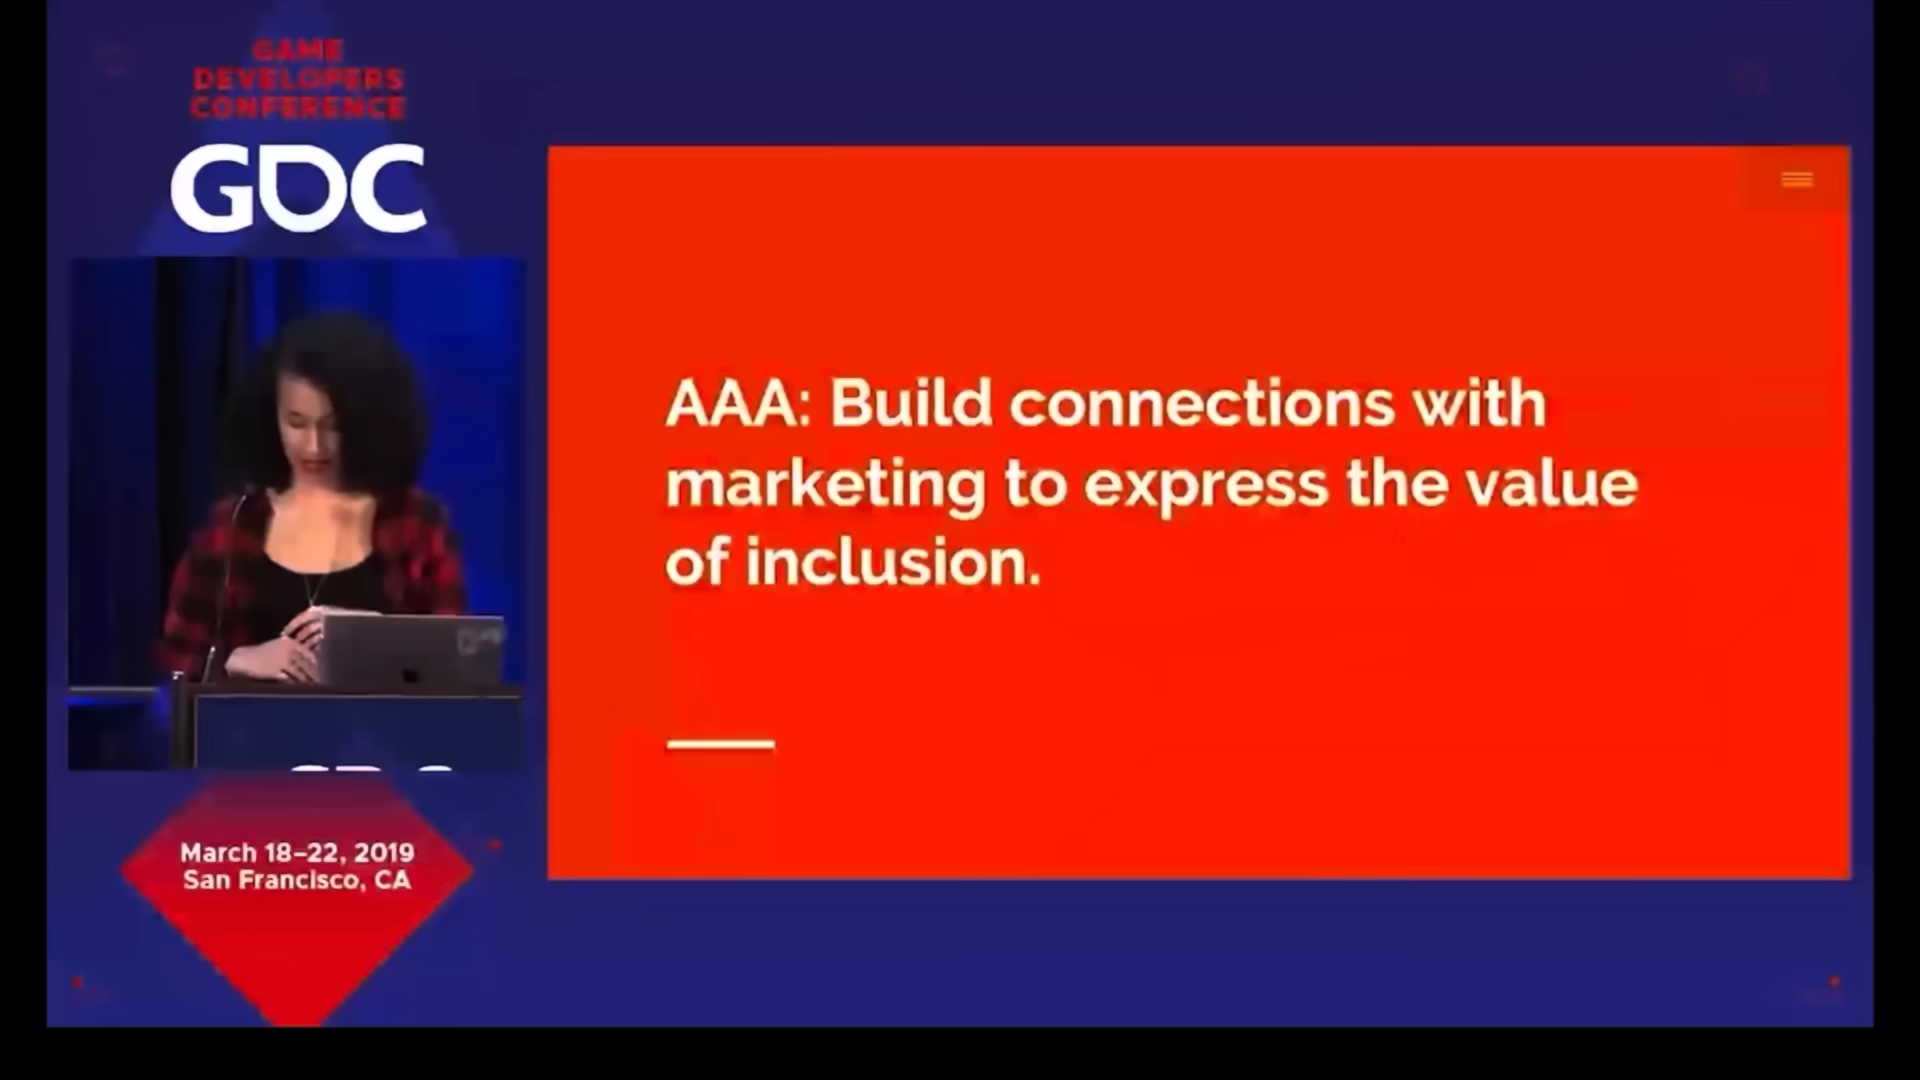 GAME
DEVELOPERS
CONFERENCE
GDC
March 18–22, 2019
San Francisco, CA
AAA: Build connections with
marketing to express the value
of inclusion.